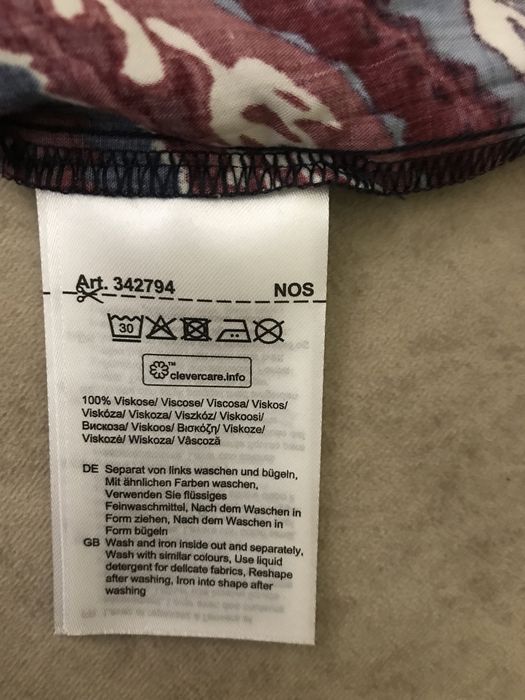 Art. 342794
NOS
30
™
clevercare.info
100% Viskose/ Viscose/ Viscosa/ Viskos/
Viskóza/ Viskoza/ Viszkóz/ Viskoosi/
Вискоза/ Viskoos/ Βισκόζη/ Viskoze/
Viskozė/ Wiskoza/ Vâscoză
DE Separat von links waschen und bügeln,
Mit ähnlichen Farben waschen,
Verwenden Sie flüssiges
Feinwaschmittel, Nach dem Waschen in
Form ziehen, Nach dem Waschen in
Form bügeln
GB Wash and iron inside out and separately,
Wash with similar colours, Use liquid
detergent for delicate fabrics, Reshape
after washing, Iron into shape after
washing